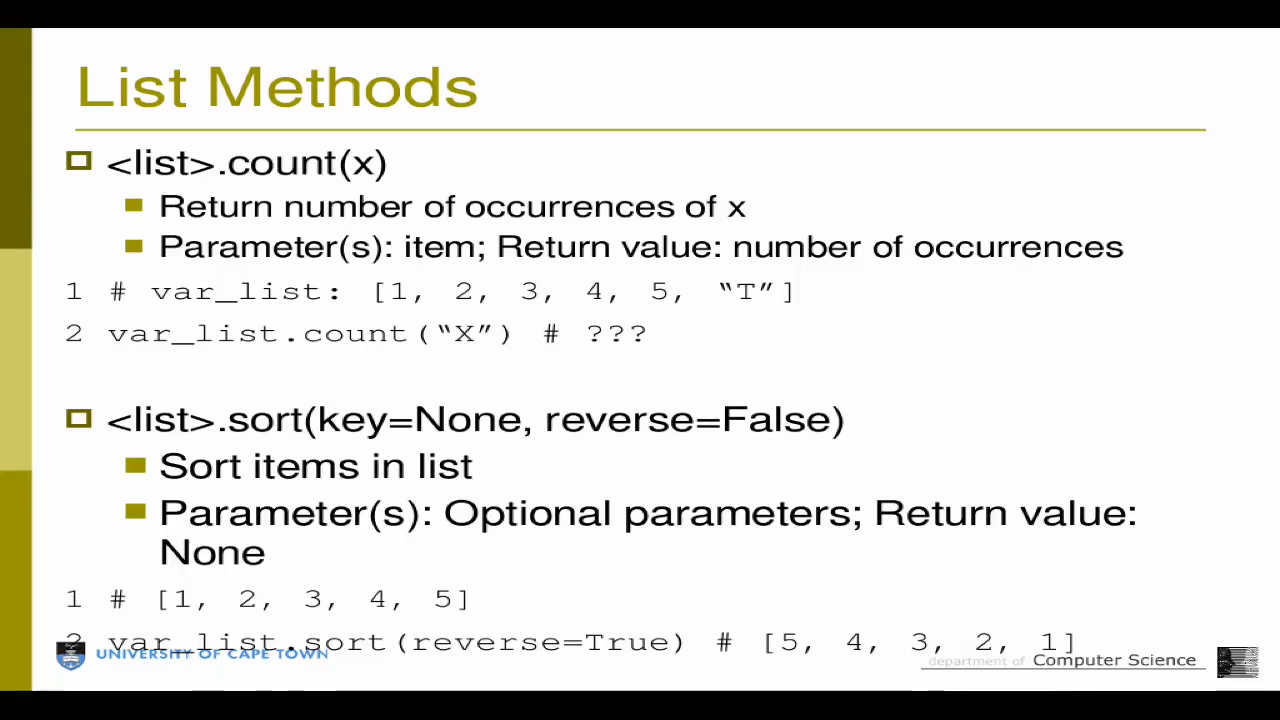 List Methods
<list>.count(x)
Return number of occurrences of x
Parameter(s): item; Return value: number of occurrences
1 # var_list: [1, 2, 3, 4, 5, “T”]
2 var_list.count(“X”) # ???
<list>.sort(key=None, reverse=False)
Sort items in list
Parameter(s): Optional parameters; Return value:
None
1 # [1, 2, 3, 4, 5]
2 var_list.sort(reverse=True) # [5, 4, 3, 2, 1]
UNIVERSITY OF CAPE TOWN
department of Computer Science